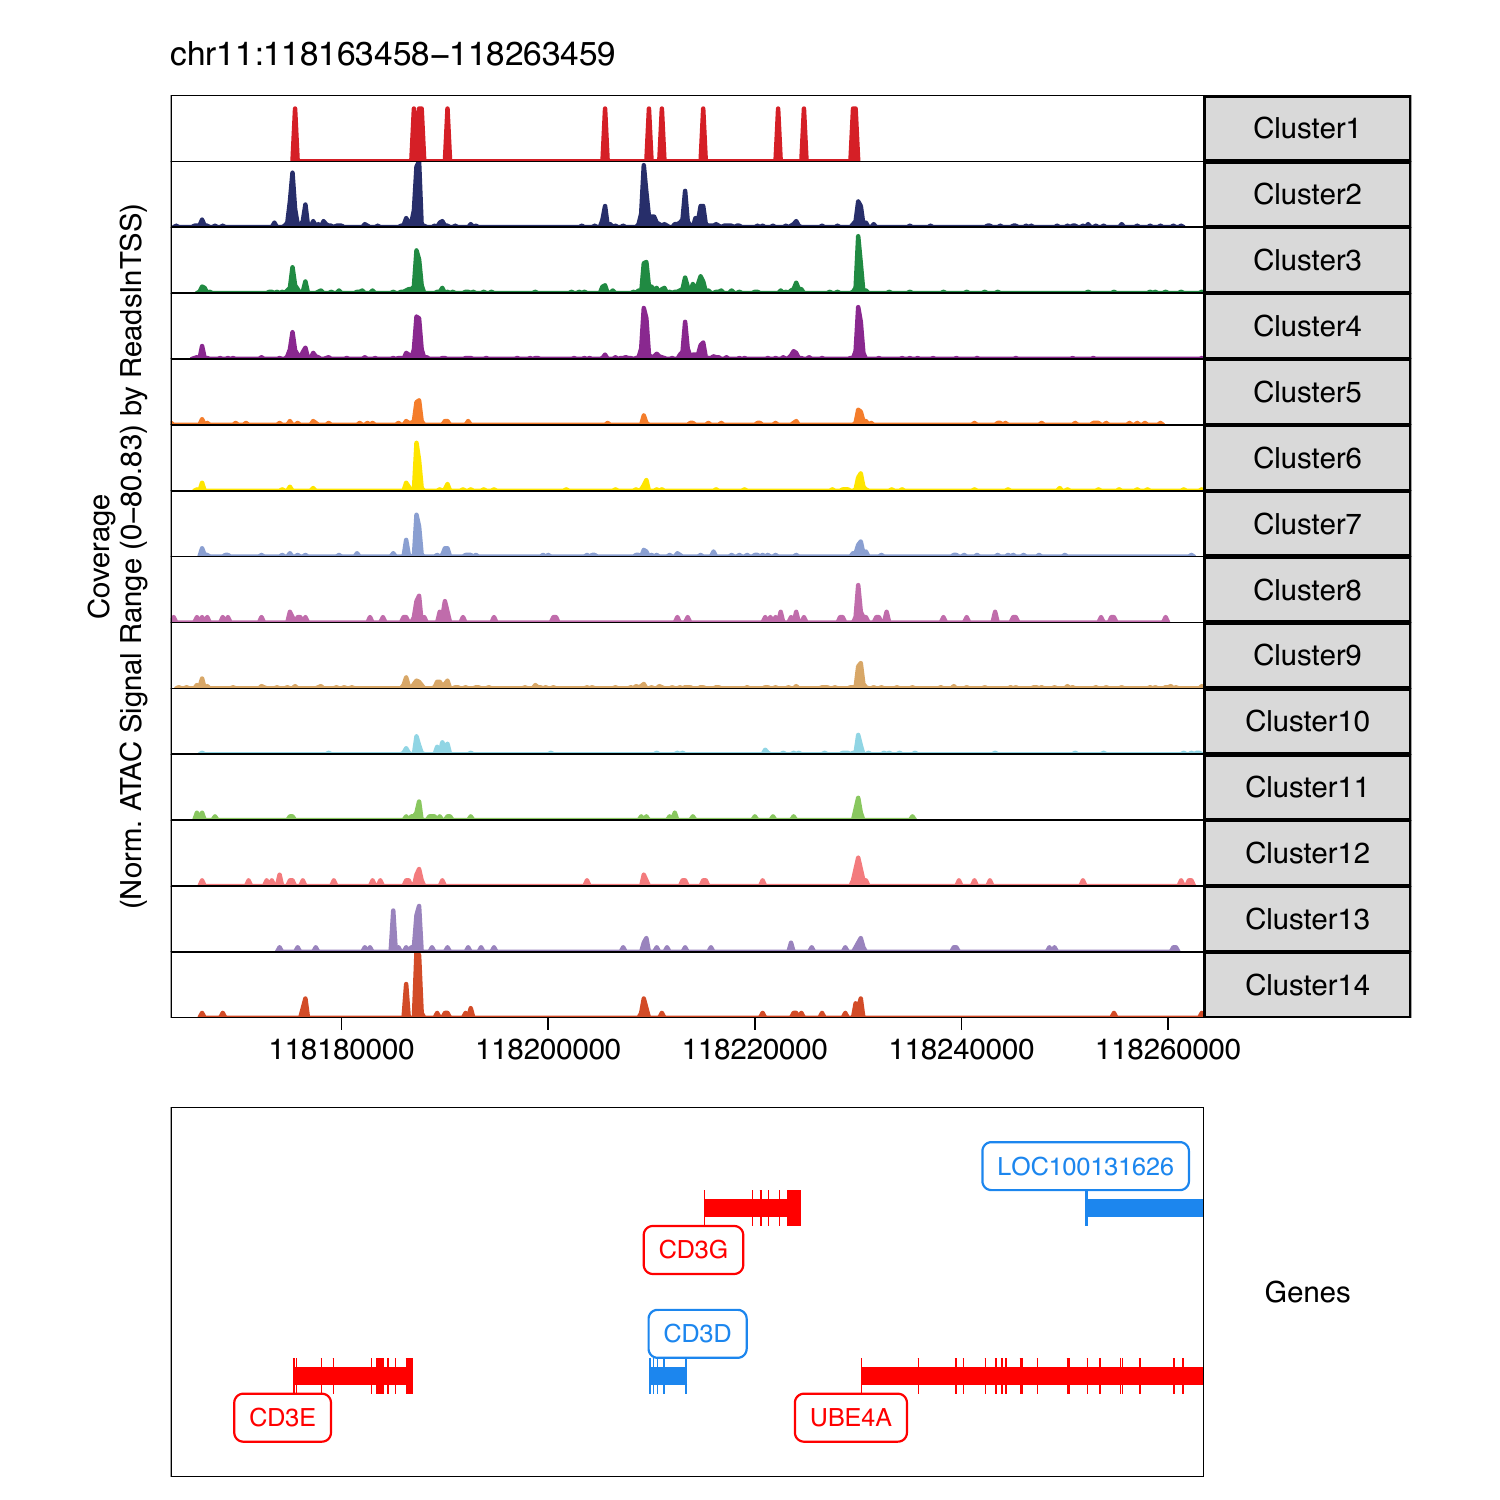 chr11:118163458−118263459
Coverage
(Norm. ATAC Signal Range (0−80.83) by ReadsInTSS)
Cluster1
Cluster2
Cluster3
Cluster4
Cluster5
Cluster6
Cluster7
Cluster8
Cluster9
Cluster10
Cluster11
Cluster12
Cluster13
Cluster14
118180000 118200000 118220000 118240000 118260000
LOC100131626
CD3G
Genes
CD3D
CD3E
UBE4A